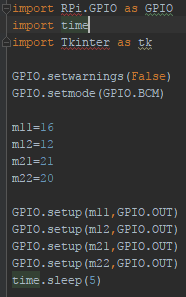 import RPi.GPIO as GPIO
import time
import Tkinter as tk
GPIO.setwarnings(False)
GPIO.setmode(GPIO.BCM)
m11=16
m12=12
m21=21
m22=20
GPIO.setup(m11,GPIO.OUT)
GPIO.setup(m12,GPIO.OUT)
GPIO.setup(m21,GPIO.OUT)
GPIO.setup(m22,GPIO.OUT)
time.sleep(5)